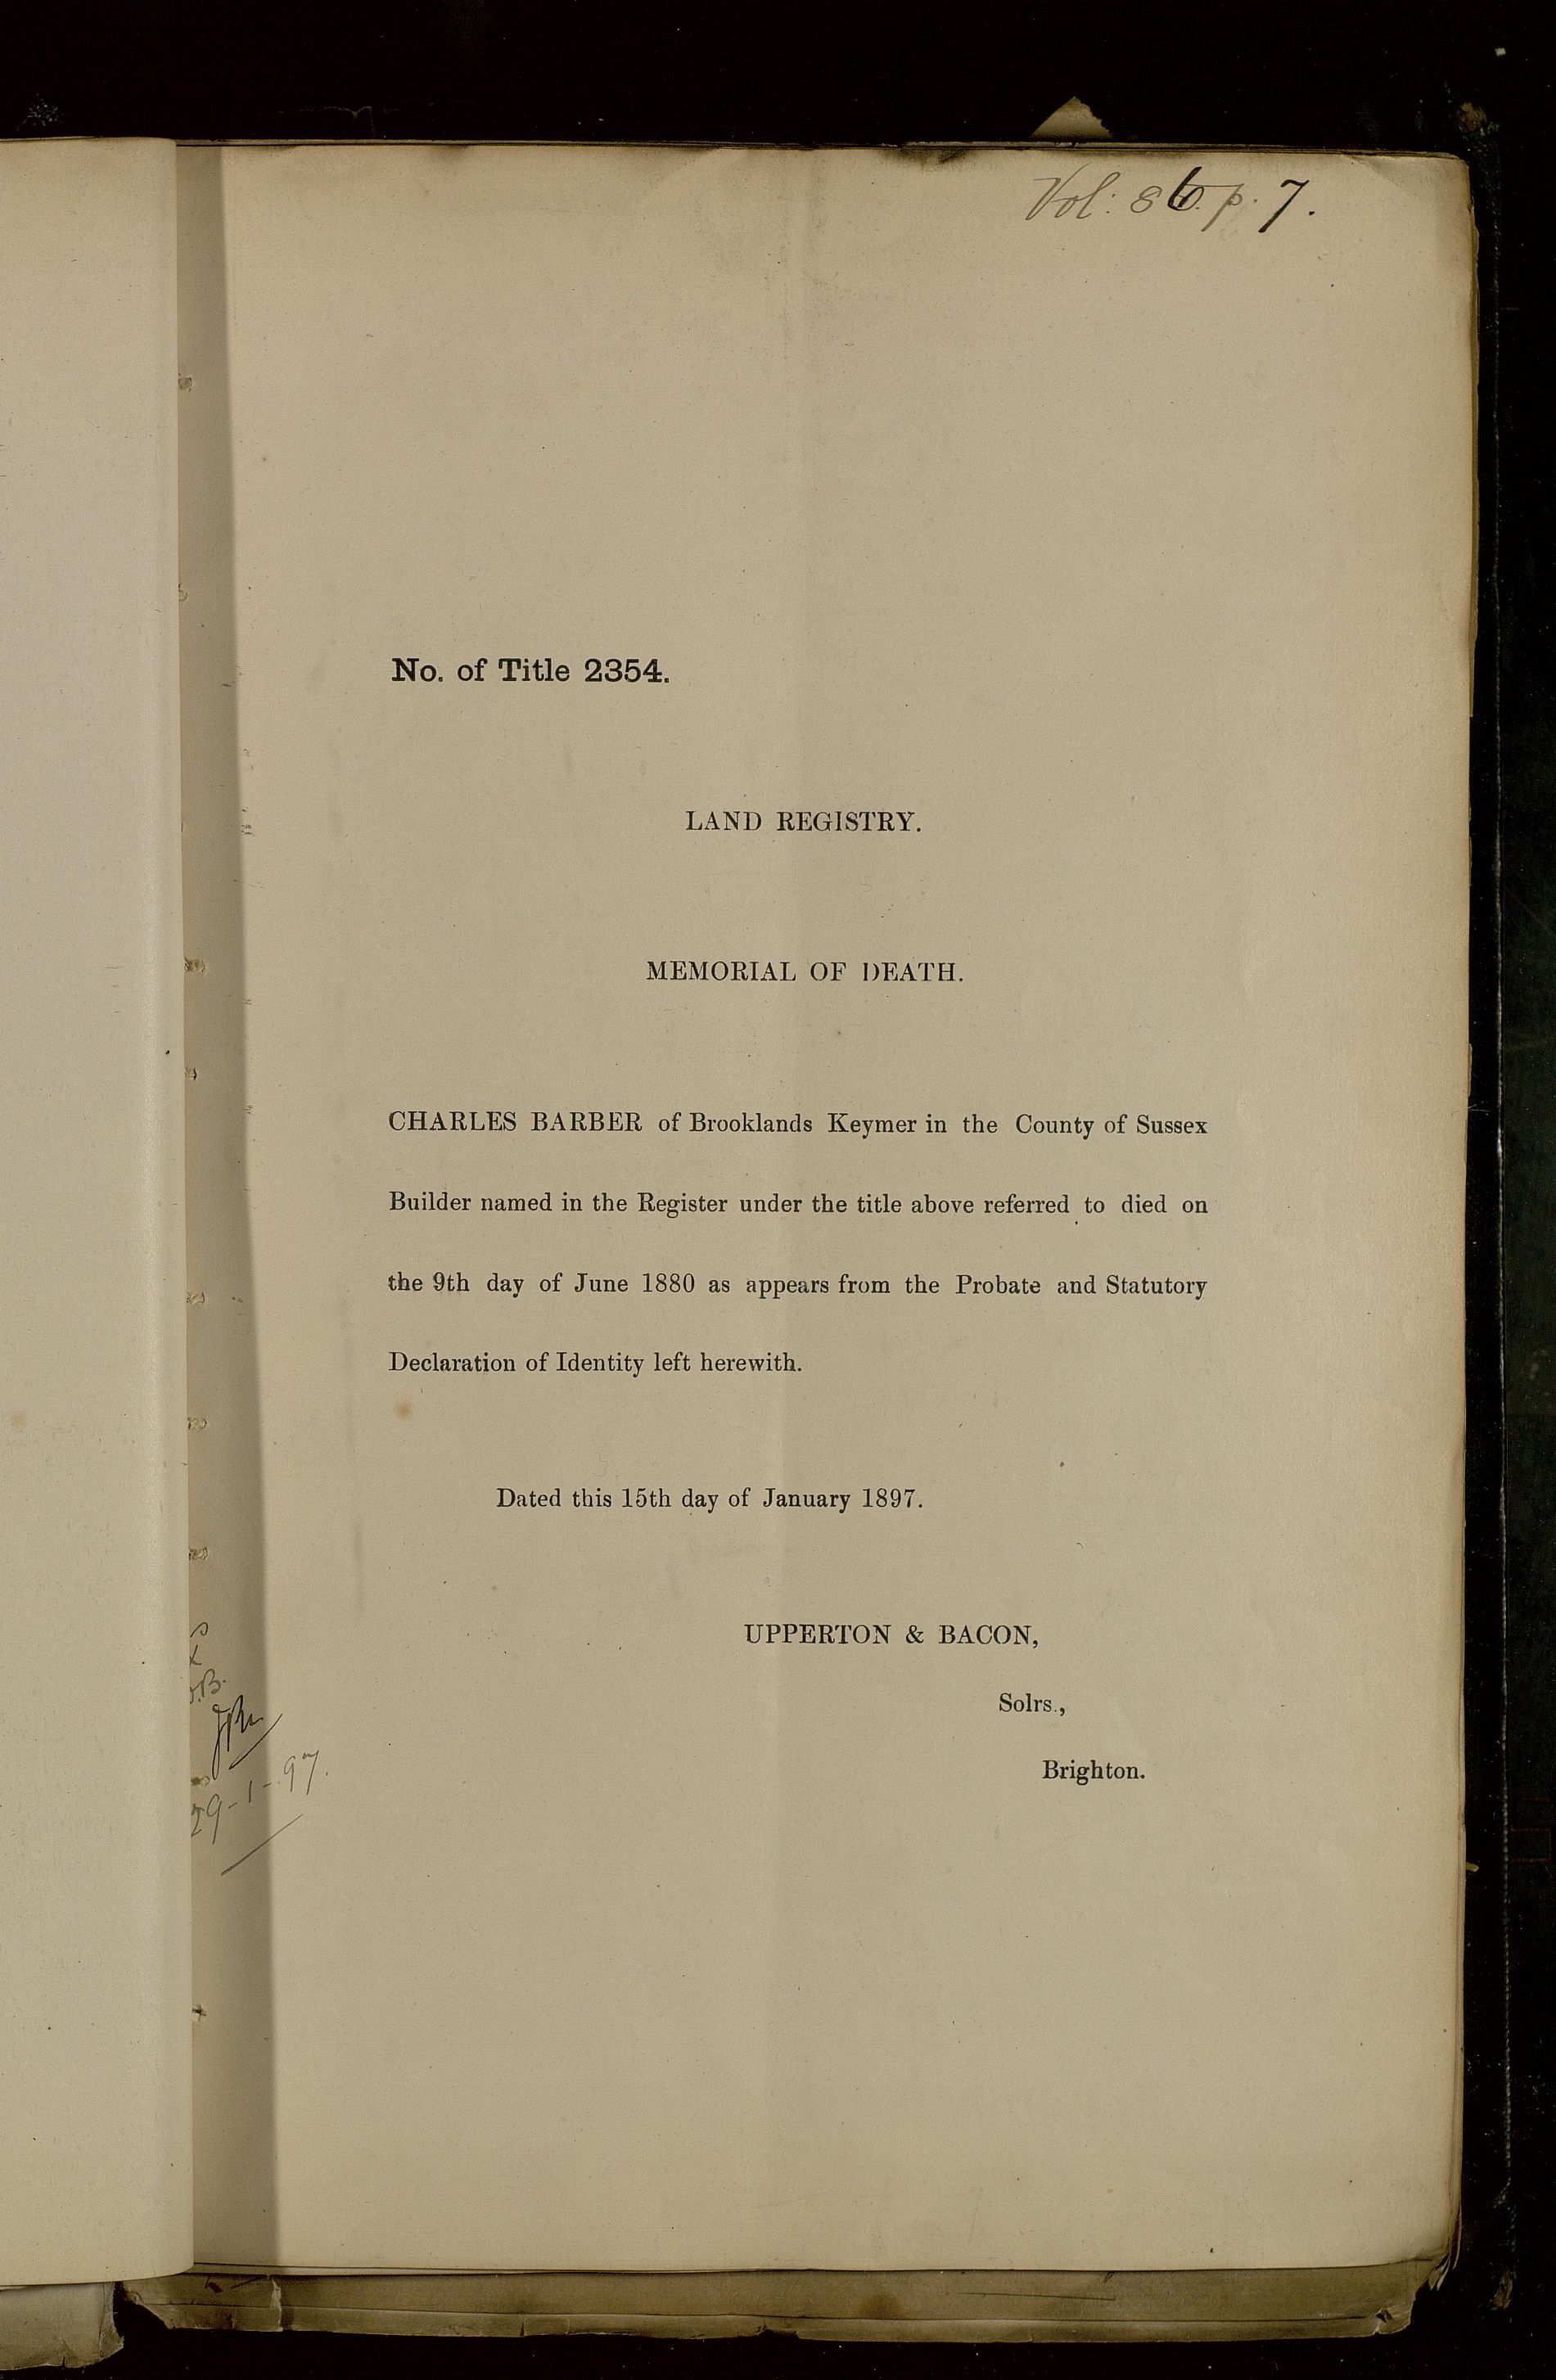 Vol: 86. p. 7.
No. of Title 2354.
LAND REGISTRY.
MEMORIAL OF DEATH.
CHARLES BARBER of Brooklands Keymer in the County of Sussex
Builder named in the Register under the title above referred to died on
the 9th day of June 1880 as appears from the Probate and Statutory
Declaration of Identity left herewith.
Dated this 15th day of January 1897.
UPPERTON & BACON,
Solrs.,
Brighton.
29-1-97.